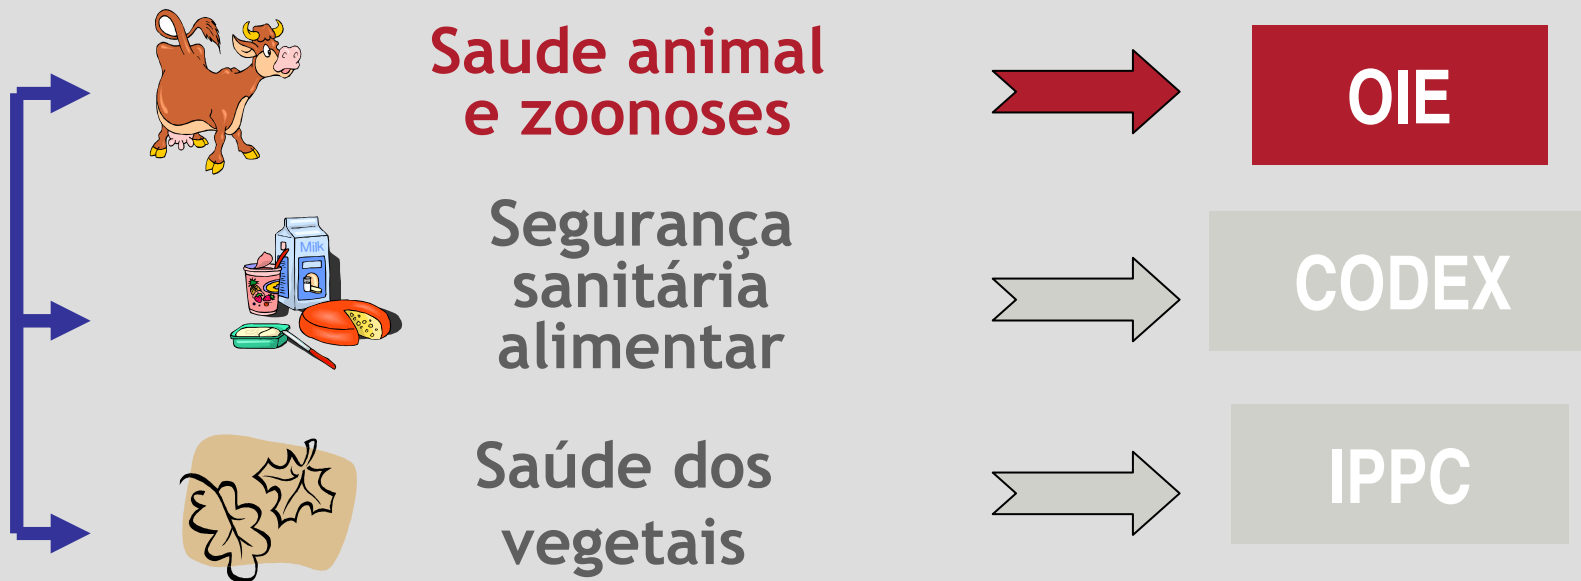 Saude animal
e zoonoses
OIE
Milk
Segurança
sanitária
alimentar
CODEX
Saúde dos
vegetais
IPPC